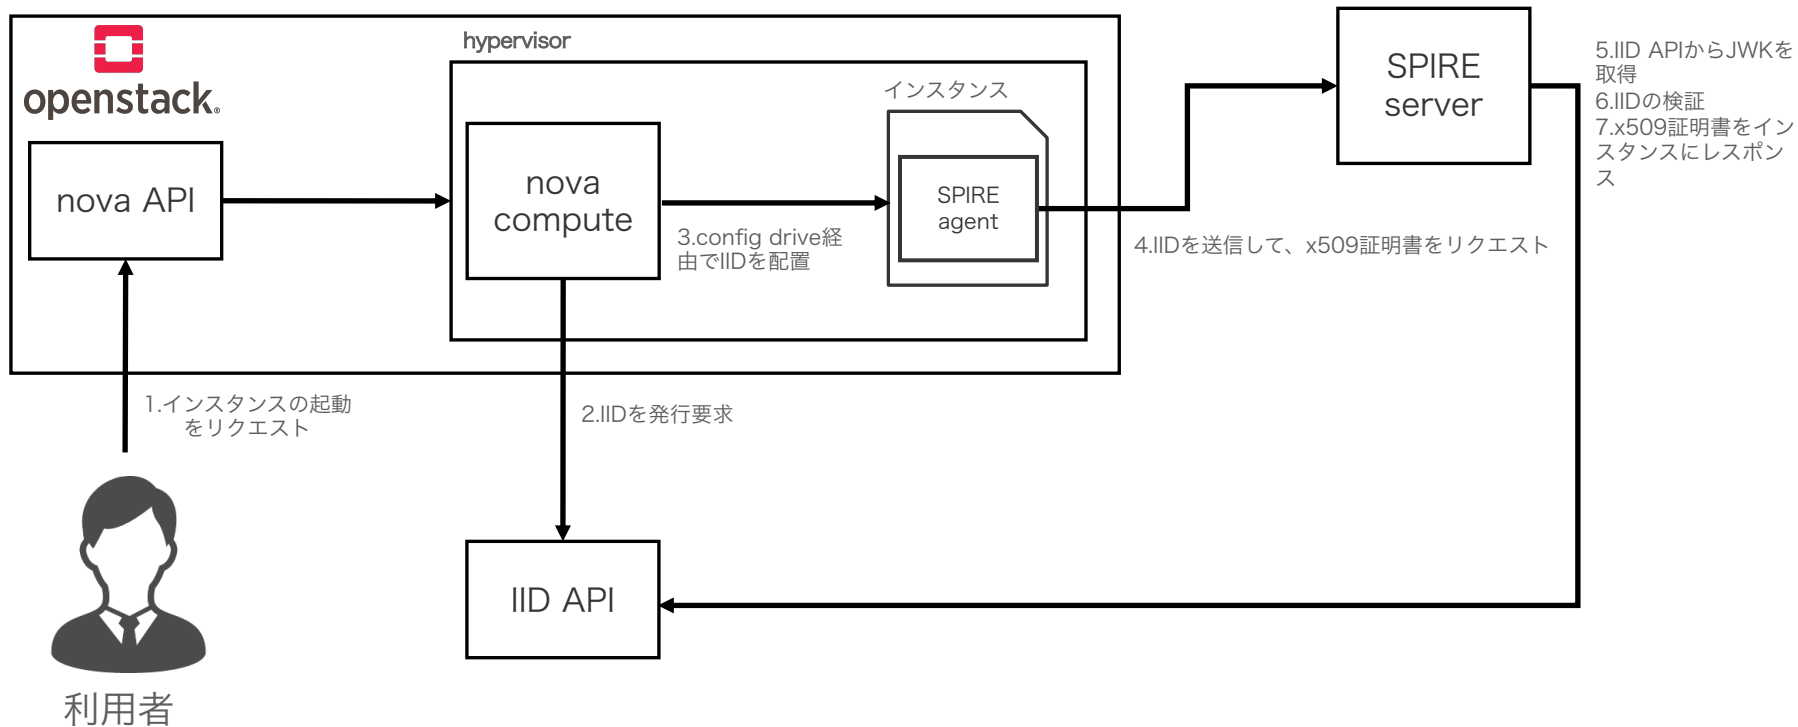 openstack.
hypervisor
nova API
nova
compute
インスタンス
SPIRE
agent
SPIRE
server
5.IID APIからJWKを
取得
6.IIDの検証
7.x509証明書をイン
スタンスにレスポン
ス
3.config drive経
由でIIDを配置
4.IIDを送信して、x509証明書をリクエスト
1.インスタンスの起動
をリクエスト
2.IIDを発行要求
IID API
利用者